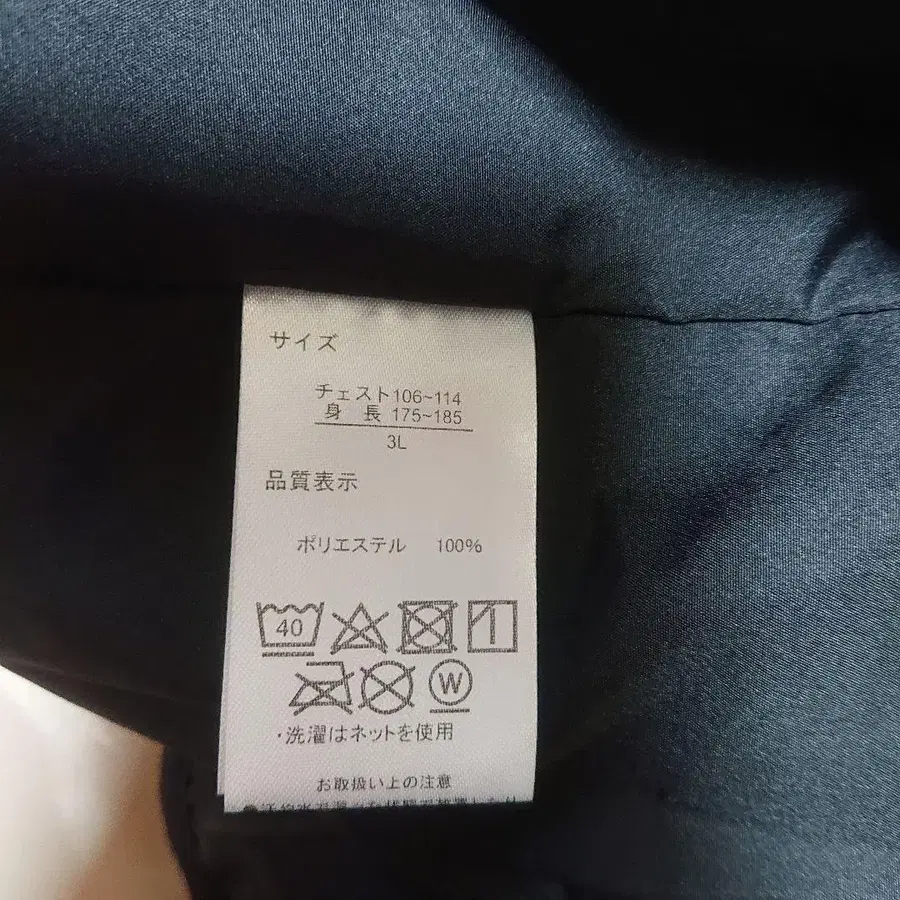 サイズ
チェスト106~114
身 長 175~185
3L
品質表示
ポリエステル 100%
40
W
・洗濯はネットを使用
お取扱い上の注意